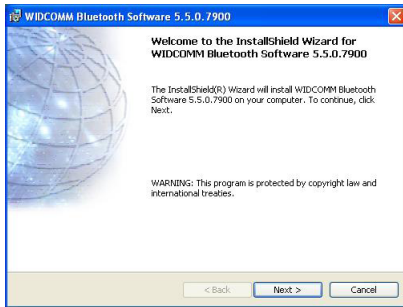 WIDCOMM Bluetooth Software 5.5.0.7900
Welcome to the InstallShield Wizard for
WIDCOMM Bluetooth Software 5.5.0.7900
The InstallShield(R) Wizard will install WIDCOMM Bluetooth
Software 5.5.0.7900 on your computer. To continue, click
Next.
WARNING: This program is protected by copyright law and
international treaties.
< Back Next > Cancel